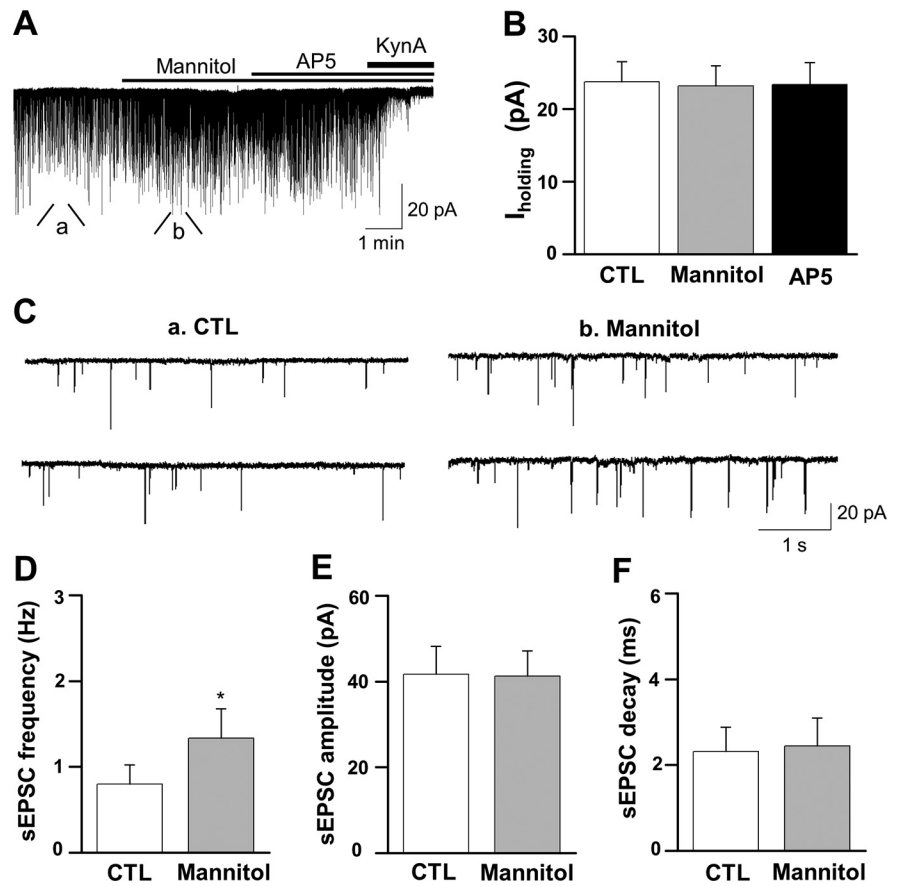 A
KynA
Mannitol
AP5
a
b
20 pA
1 min
B
Iholding (pA)
30
20
10
0
CTL
Mannitol
AP5
C
a. CTL
b. Mannitol
20 pA
1 s
D
sEPSC frequency (Hz)
3
2
1
0
*
CTL
Mannitol
E
sEPSC amplitude (pA)
60
40
20
0
CTL
Mannitol
F
sEPSC decay (ms)
6
4
2
0
CTL
Mannitol